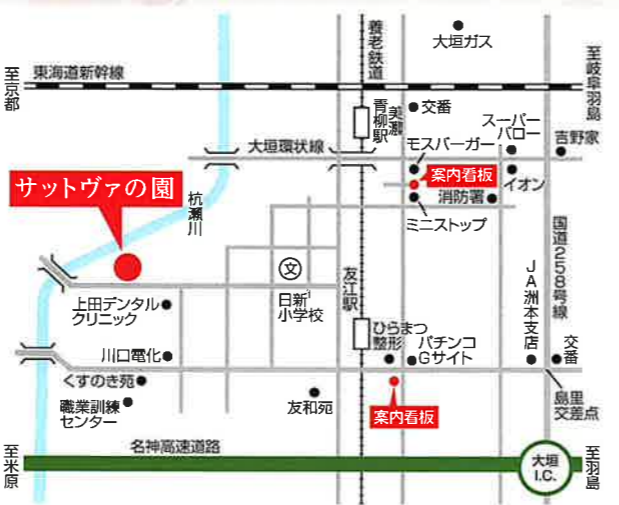 大垣ガス
養老鉄道
至岐阜羽島
東海道新幹線
至京都
美濃
青柳駅
交番
スーパー
バロー
吉野家
モスバーガー
大垣環状線
案内看板
イオン
消防署
ミニストップ
サットヴァの園
杭瀬川
国道258号線
文
日新
小学校
友江駅
JA洲本支店
上田デンタル
クリニック
ひらまつ
整形
パチンコ
Gサイト
交番
川口電化
くすのき苑
職業訓練
センター
友和苑
案内看板
島里
交差点
名神高速道路
至米原
大垣
I.C.
至羽島